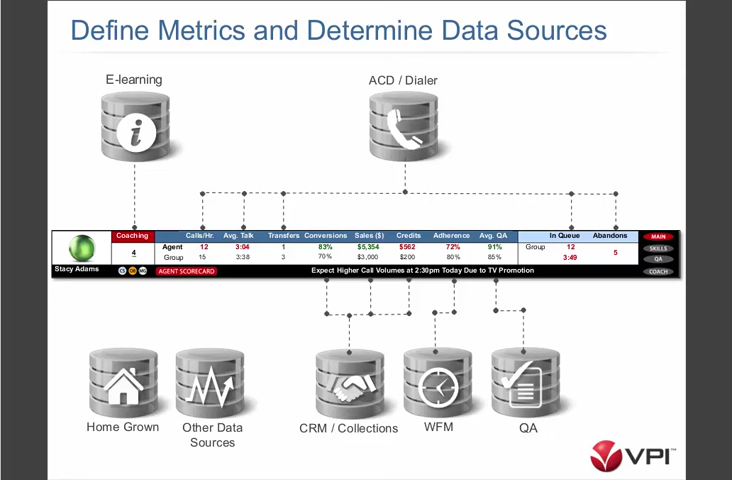 Define Metrics and Determine Data Sources
E-learning
ACD / Dialer
Coaching
Calls/Hr. Avg. Talk Transfers Conversions Sales ($) Credits Adherence Avg. QA
In Queue Abandons
MAIN
4
Agent 12 3:04 1 83% $5,354 $562 72% 91%
Group 12 5
SKILLS
Group 15 3:38 3 70% $3,000 $200 80% 85%
3:49
QA
Stacy Adams
AGENT SCORECARD
Expect Higher Call Volumes at 2:30pm Today Due to TV Promotion
COACH
Home Grown
Other Data
Sources
CRM / Collections
WFM
QA
VPI™